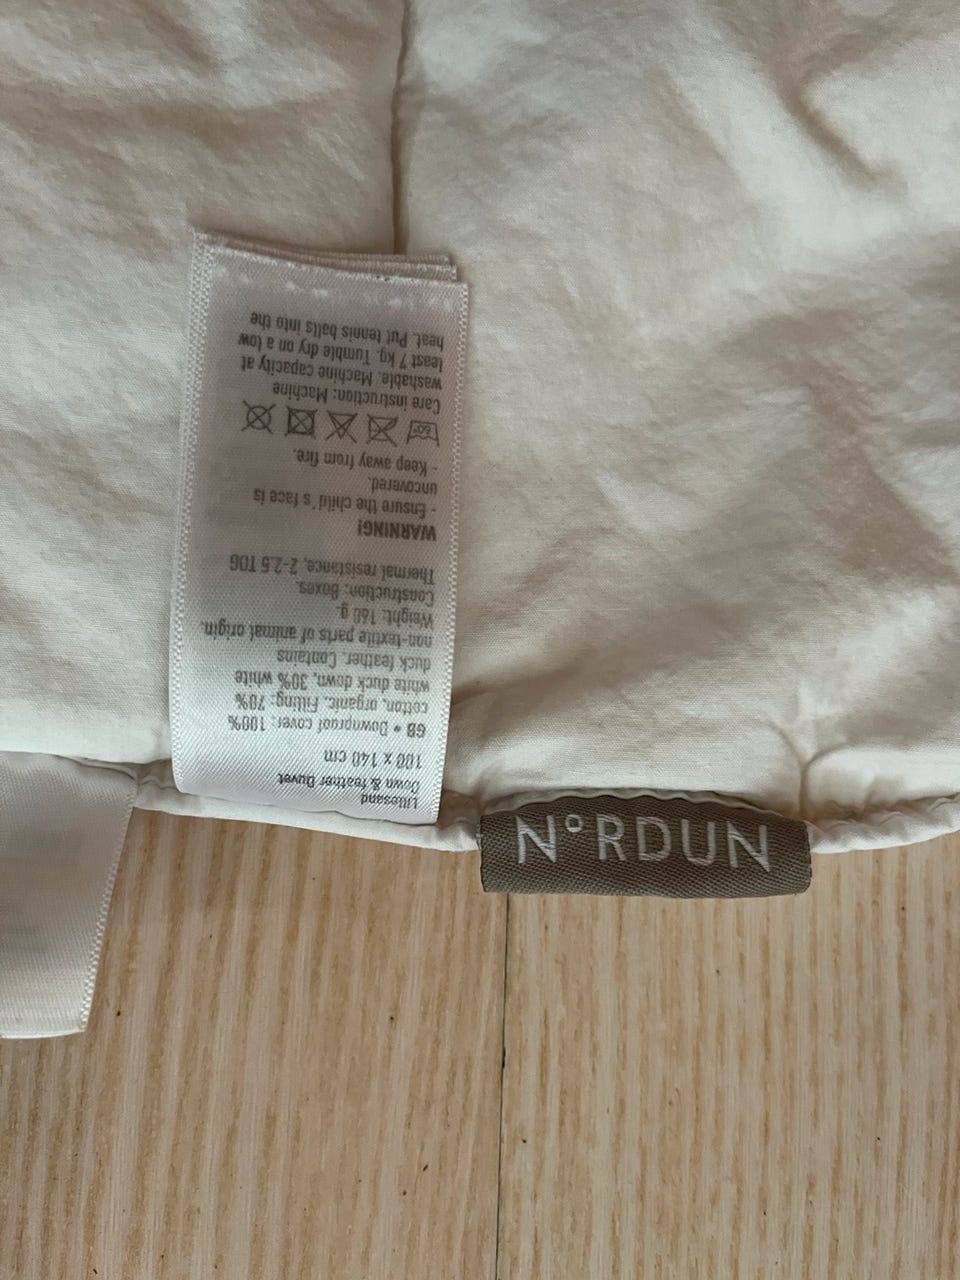 Lillesand
Down & feather Duvet
100 x 140 cm
GB • Downproof cover: 100%
cotton, organic. Filling: 70%
white duck down, 30% white
duck feather. Contains
non-textile parts of animal origin.
Weight: 160 g.
Construction: Boxes.
Thermal resistance, 2-2.5 TOG
WARNING!
- Ensure the child's face is
uncovered.
- Keep away from fire.
60°
Care instruction: Machine
washable. Machine capacity at
least 7 kg. Tumble dry on a low
heat. Put tennis balls into the
N°RDUN